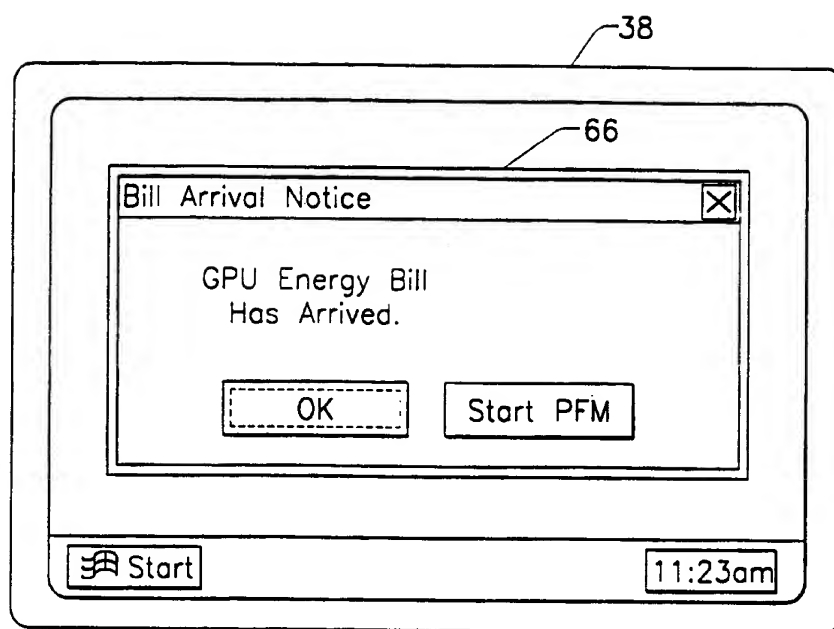 38
66
Bill Arrival Notice
GPU Energy Bill
Has Arrived.
OK
Start PFM
Start
11:23am